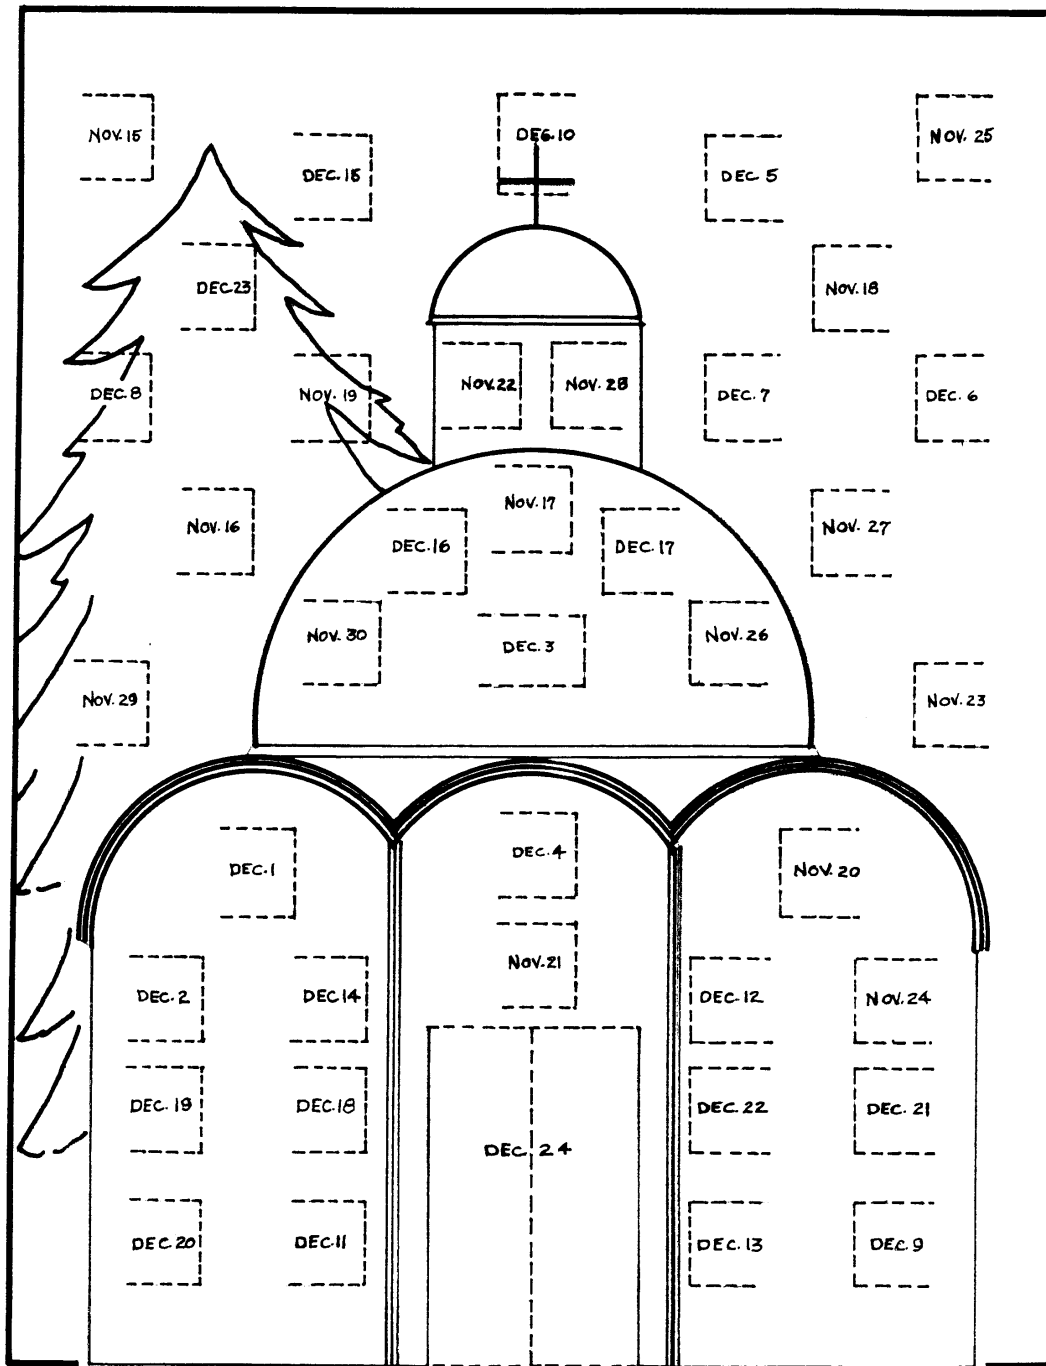 NOV. 15
DEC. 15
DEC. 10
DEC 5
NOV. 25
DEC 23
NOV. 18
DEC. 8
NOV. 19
NOV. 22
NOV. 28
DEC. 7
DEC. 6
NOV. 16
DEC. 16
NOV. 17
DEC. 17
NOV. 27
NOV. 30
DEC. 3
NOV. 26
NOV. 29
NOV. 23
DEC. 1
DEC. 4
NOV. 20
NOV. 21
DEC. 2
DEC. 14
DEC. 12
NOV. 24
DEC. 19
DEC. 18
DEC. 22
DEC. 21
DEC. 24
DEC. 20
DEC. 11
DEC. 13
DEC. 9